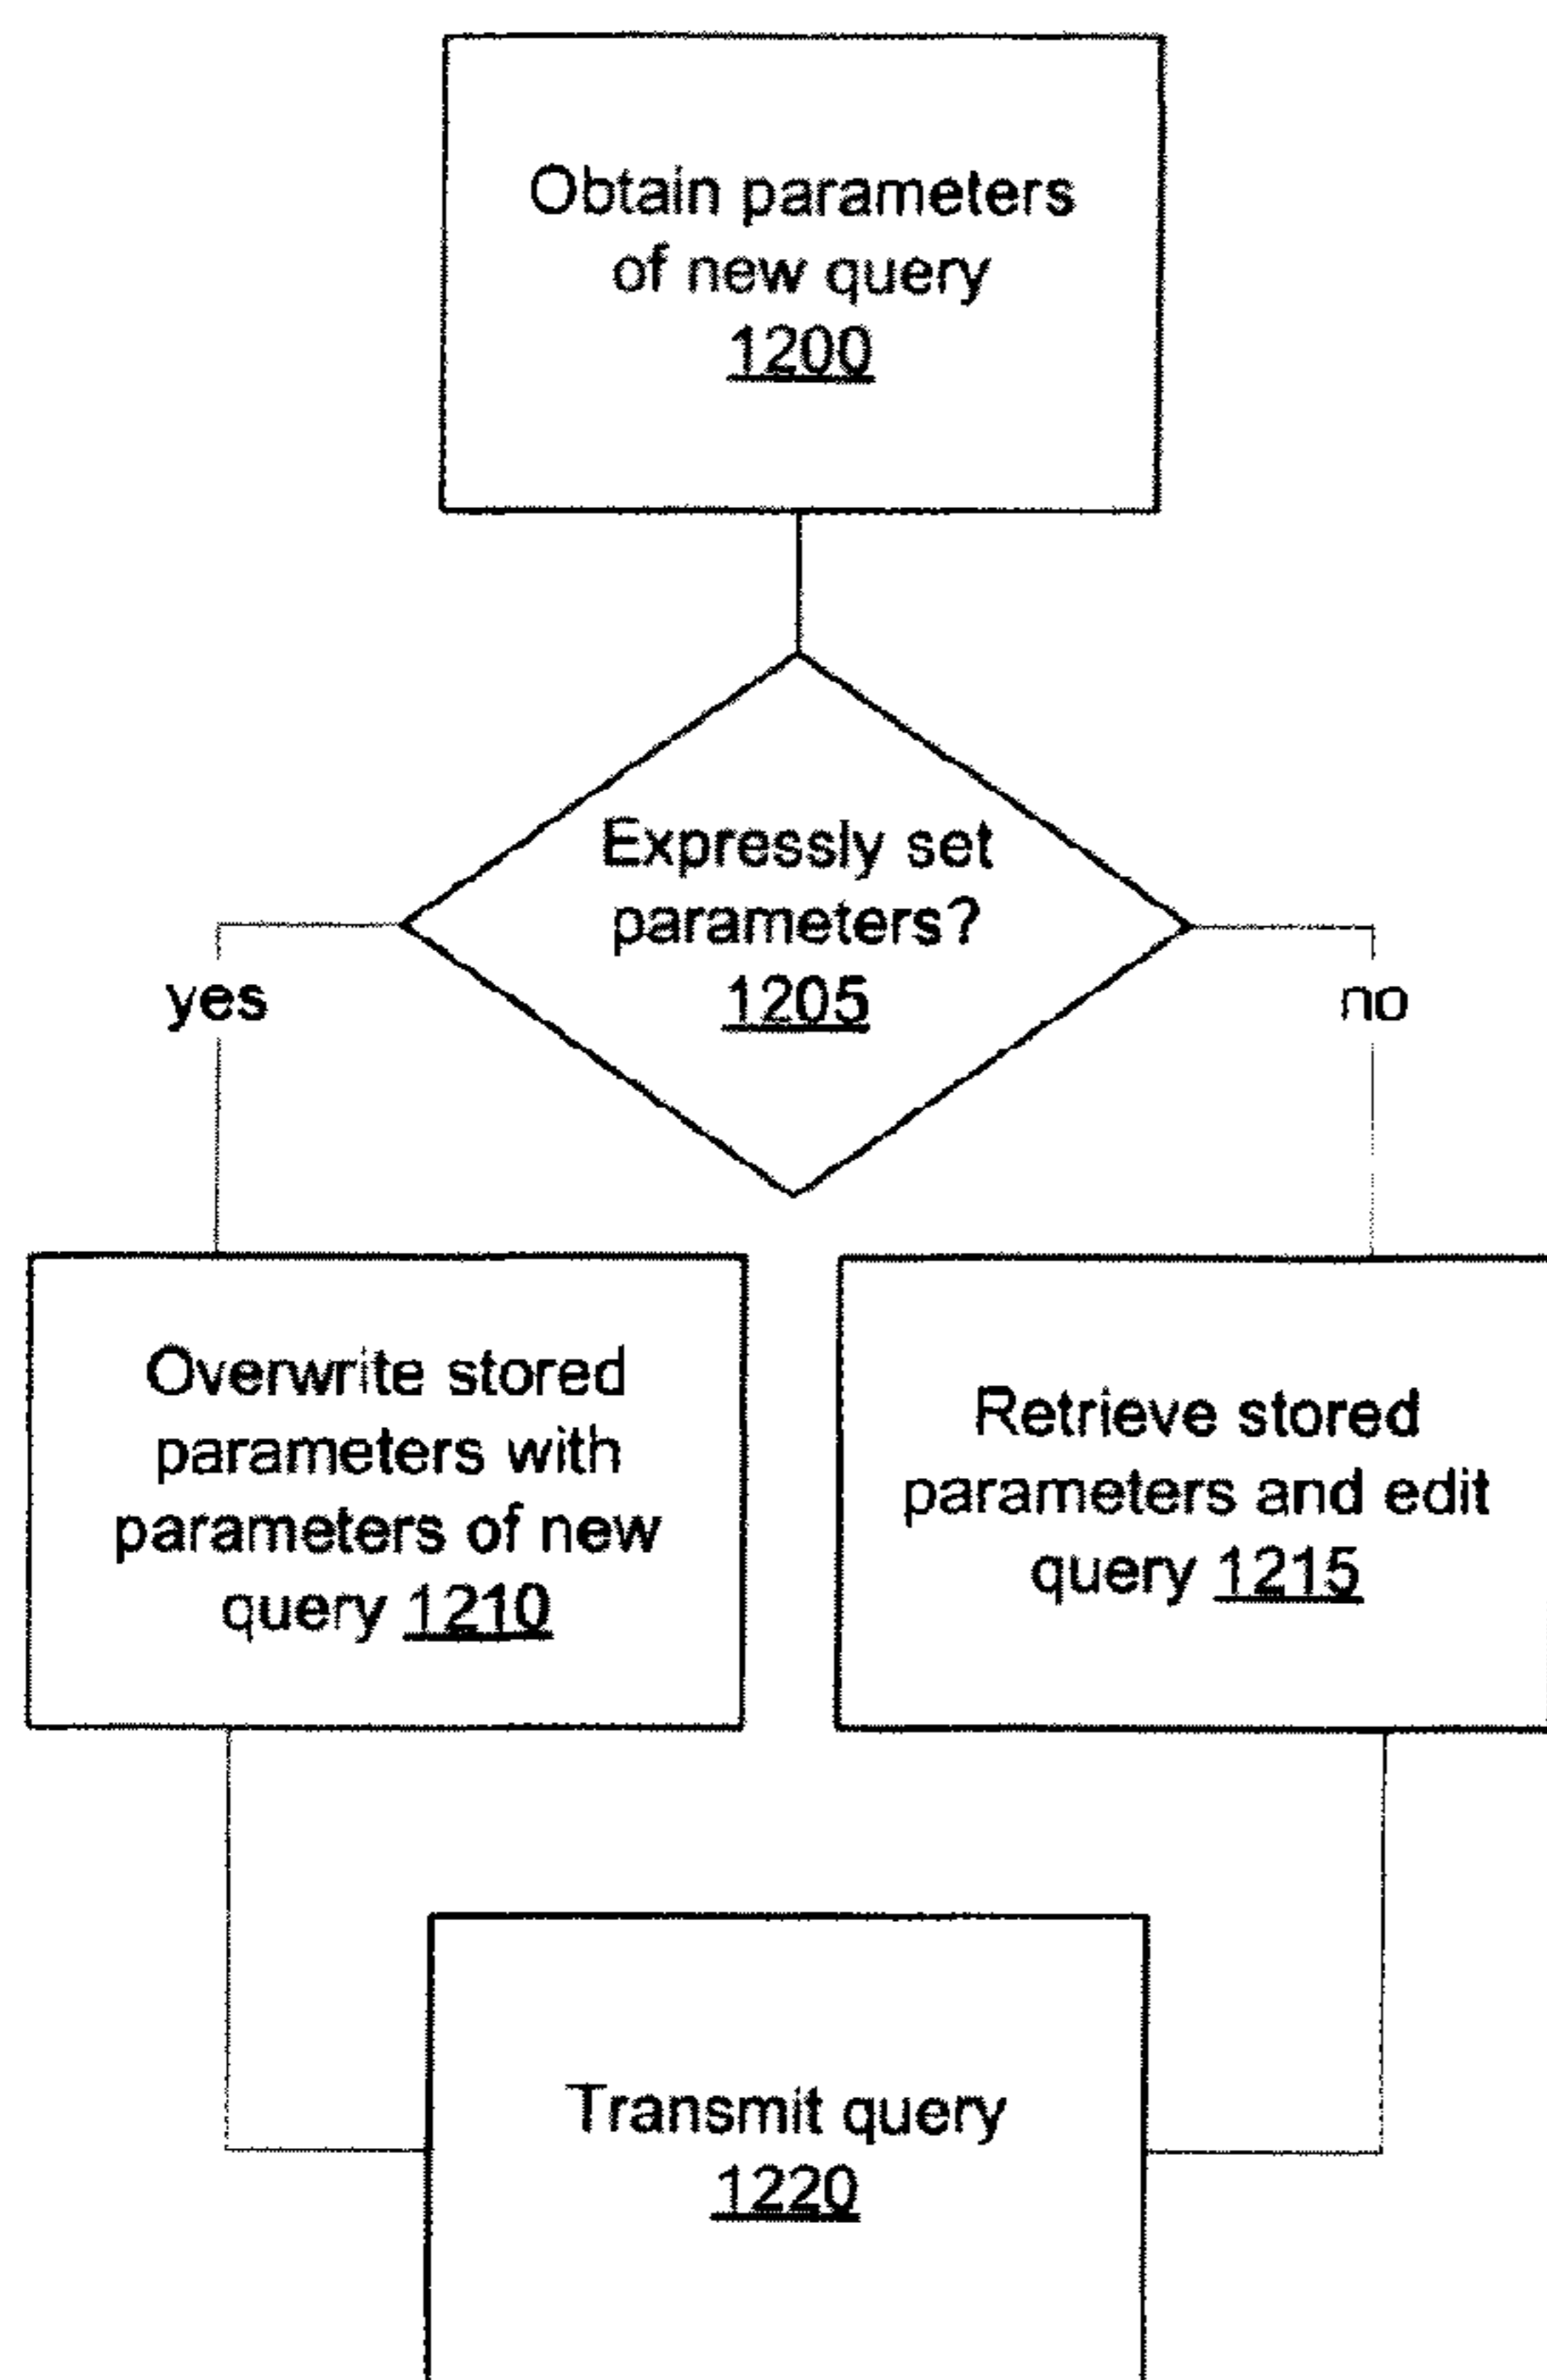 Obtain parameters
of new query
1200
Expressly set
parameters?
1205
yes
no
Overwrite stored
parameters with
parameters of new
query 1210
Retrieve stored
parameters and edit
query 1215
Transmit query
1220